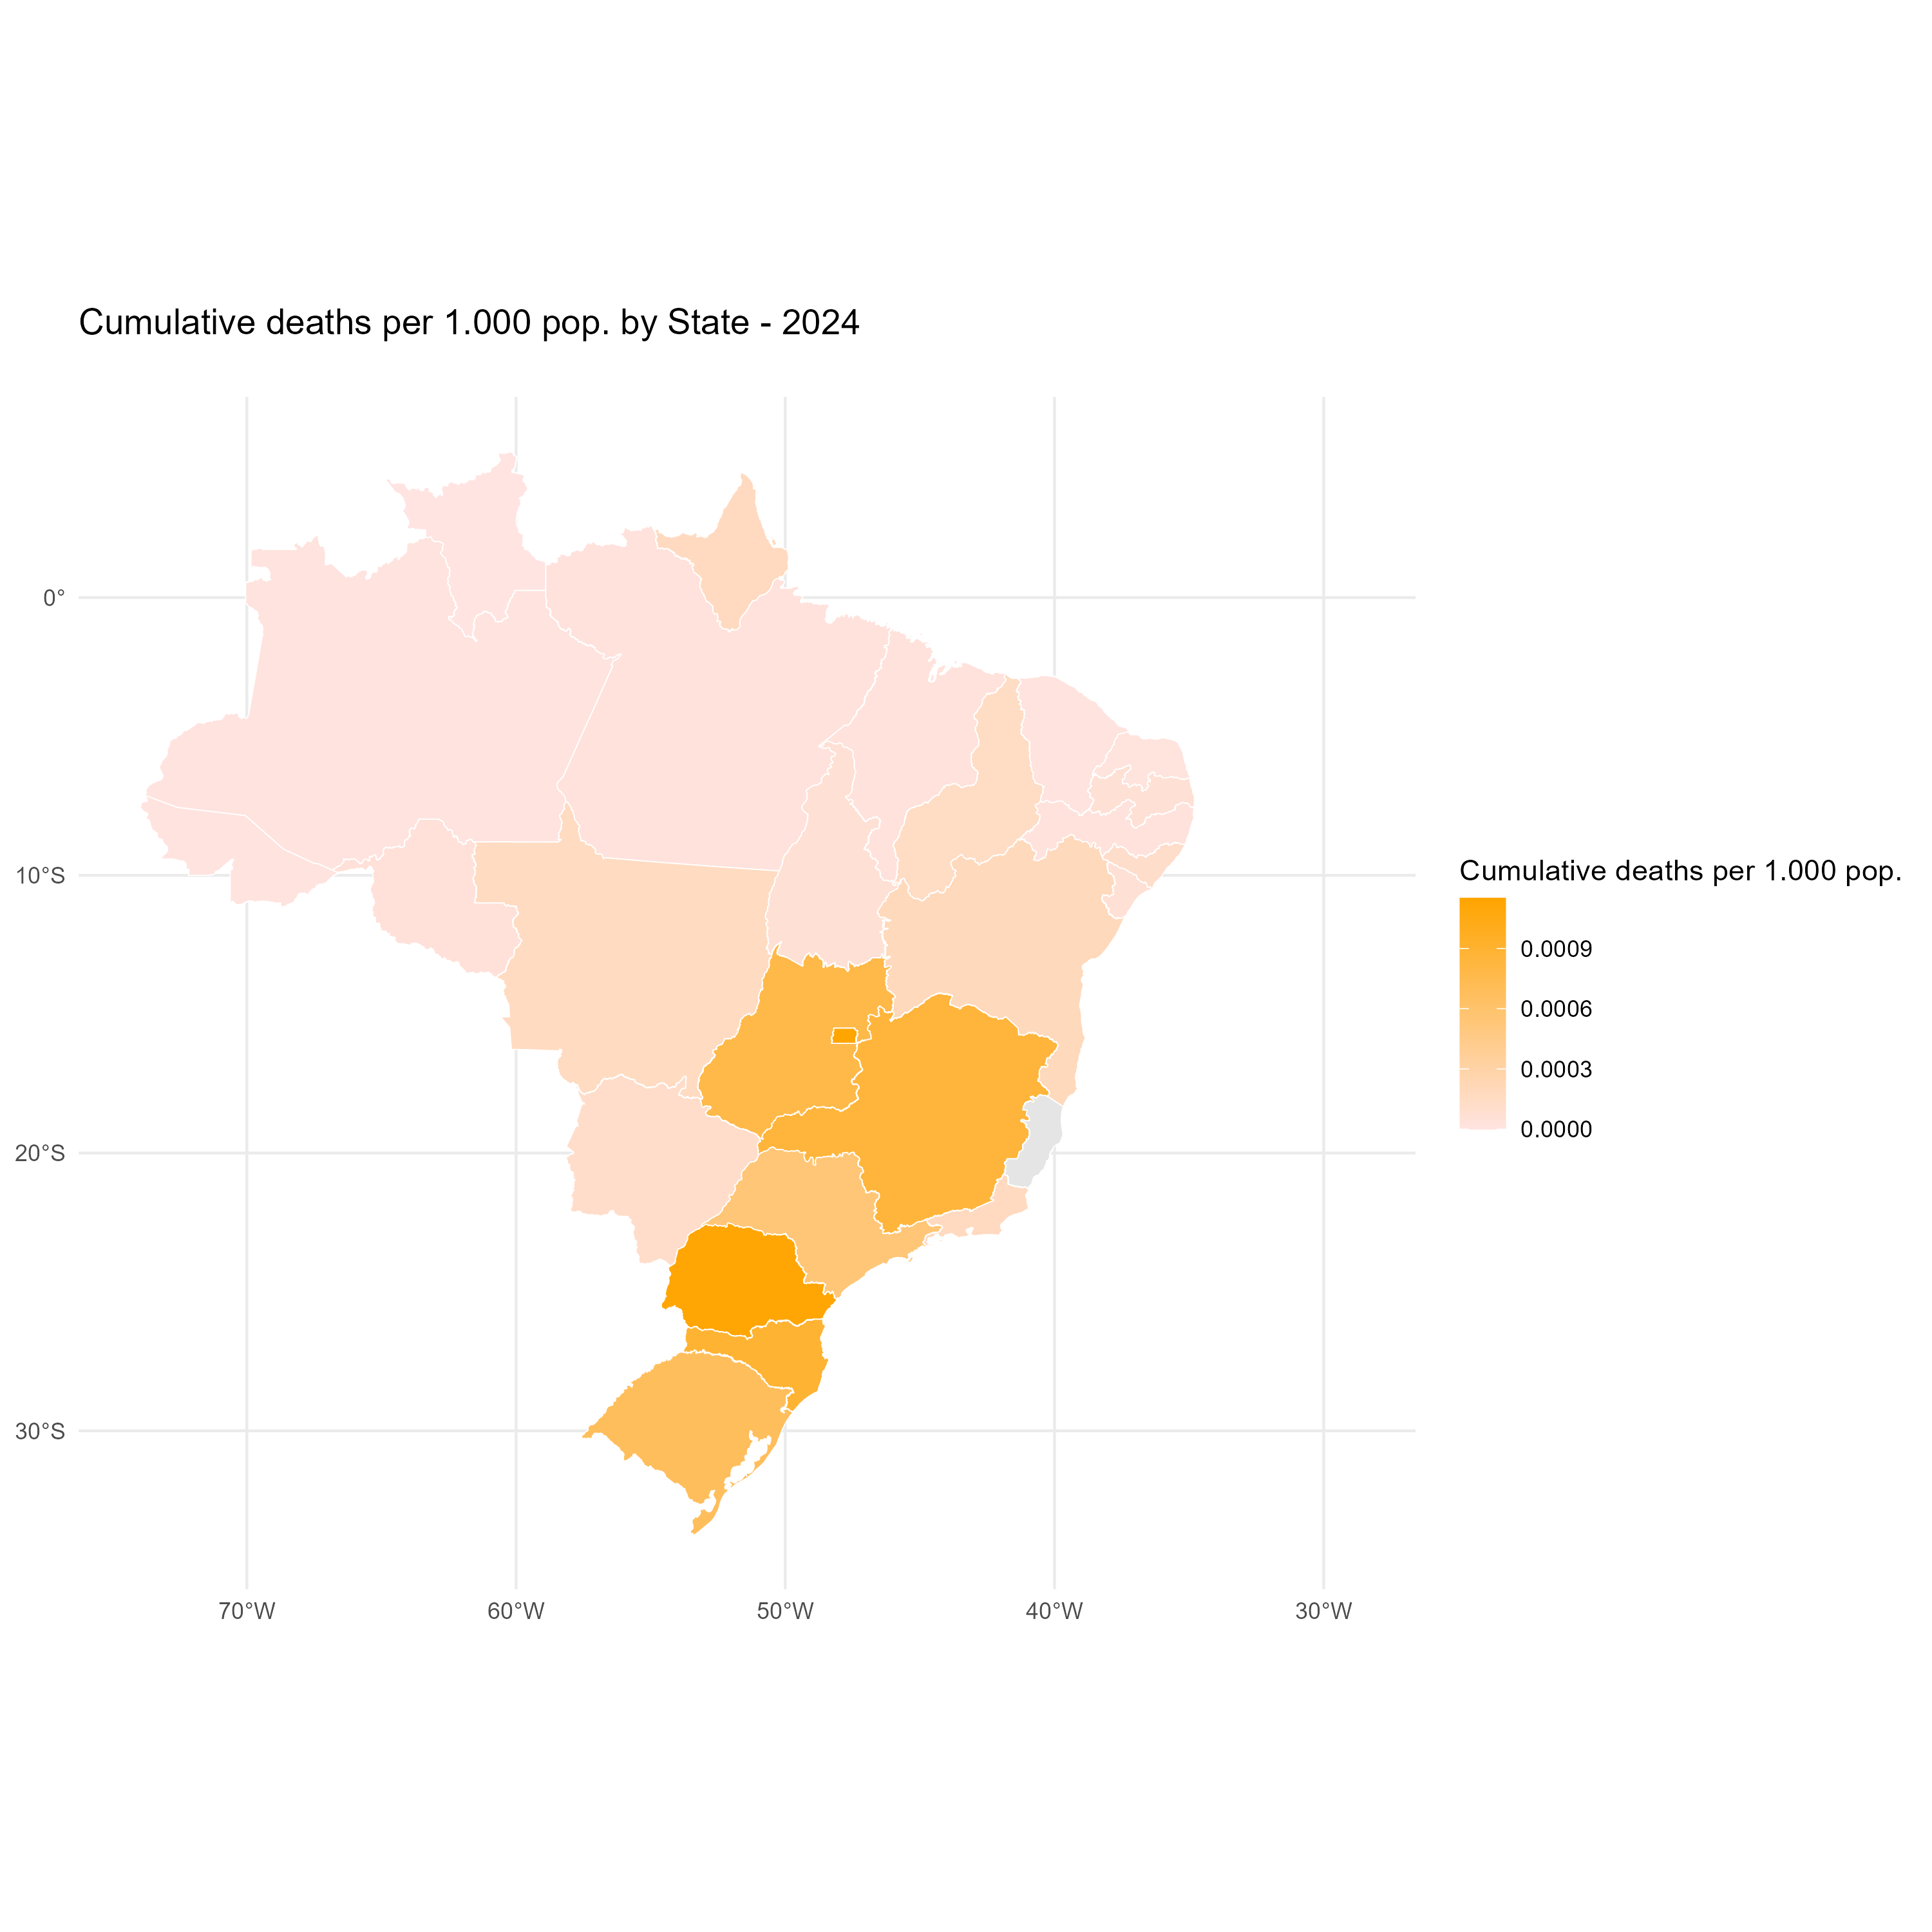 Cumulative deaths per 1.000 pop. by State - 2024
0°
10°S
20°S
30°S
70°W
60°W
50°W
40°W
30°W
Cumulative deaths per 1.000 pop.
0.0009
0.0006
0.0003
0.0000